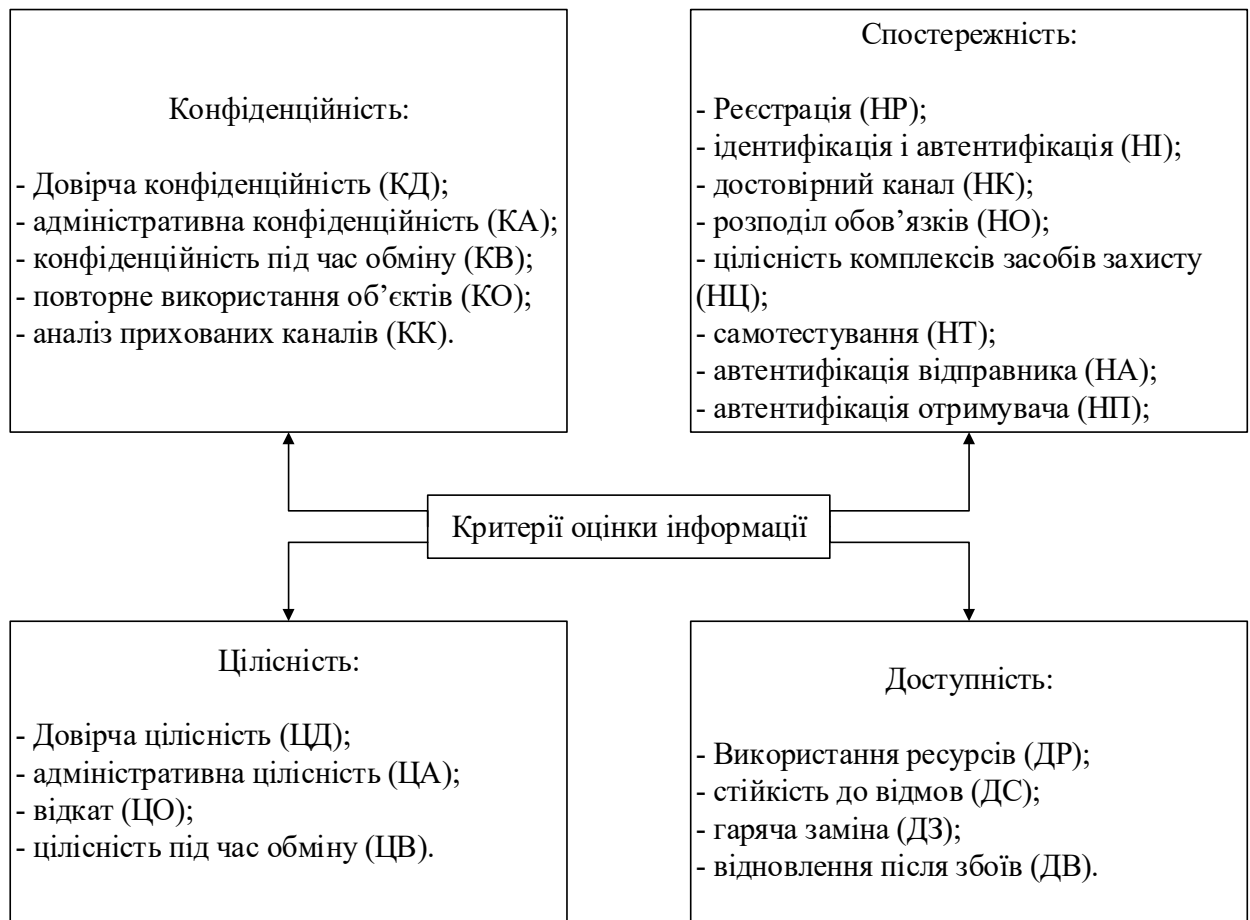 Конфіденційність:
- Довірча конфіденційність (КД);
- адміністративна конфіденційність (КА);
- конфіденційність під час обміну (КВ);
- повторне використання об’єктів (КО);
- аналіз прихованих каналів (КК).
Спостережність:
- Реєстрація (НР);
- ідентифікація і автентифікація (НІ);
- достовірний канал (НК);
- розподіл обов’язків (НО);
- цілісність комплексів засобів захисту
(НЦ);
- самотестування (НТ);
- автентифікація відправника (НА);
- автентифікація отримувача (НП);
Критерії оцінки інформації
Цілісність:
- Довірча цілісність (ЦД);
- адміністративна цілісність (ЦА);
- відкат (ЦО);
- цілісність під час обміну (ЦВ).
Доступність:
- Використання ресурсів (ДР);
- стійкість до відмов (ДС);
- гаряча заміна (ДЗ);
- відновлення після збоїв (ДВ).